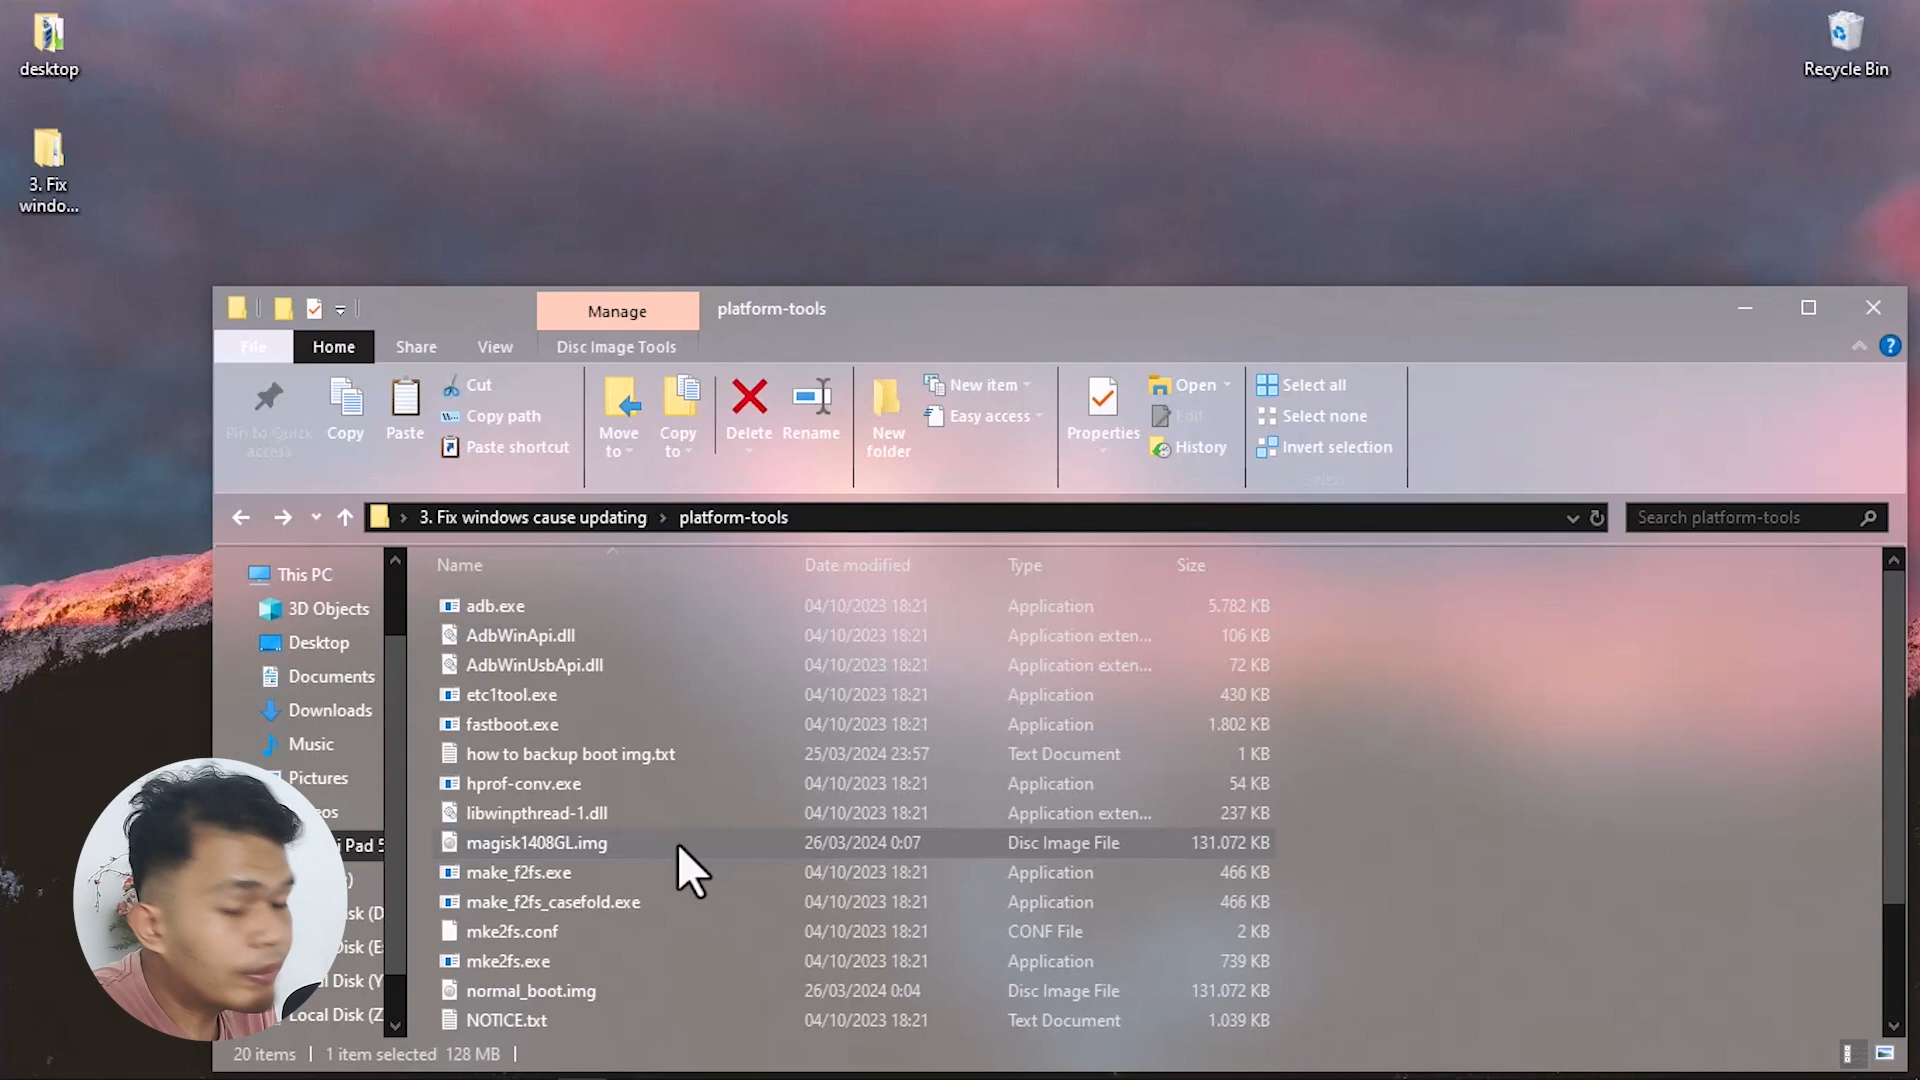 desktop
3. Fix
windo...
Recycle Bin
Manage
platform-tools
File
Home
Share
View
Disc Image Tools
Pin to Quick
access
Copy
Paste
Cut
Copy path
Paste shortcut
Move
to
Copy
to
Delete
Rename
New
folder
New item
Easy access
Properties
Open
Edit
History
Select all
Select none
Invert selection
Select
3. Fix windows cause updating > platform-tools
Search platform-tools
This PC
3D Objects
Desktop
Documents
Downloads
Music
Pictures
eos
i Pad 5
)
sk (D
Disk (E
l Disk (Y
Local Disk (Z
Name
Date modified
Type
Size
adb.exe 04/10/2023 18:21 Application 5.782 KB
AdbWinApi.dll 04/10/2023 18:21 Application exten... 106 KB
AdbWinUsbApi.dll 04/10/2023 18:21 Application exten... 72 KB
etc1tool.exe 04/10/2023 18:21 Application 430 KB
fastboot.exe 04/10/2023 18:21 Application 1.802 KB
how to backup boot img.txt 25/03/2024 23:57 Text Document 1 KB
hprof-conv.exe 04/10/2023 18:21 Application 54 KB
libwinpthread-1.dll 04/10/2023 18:21 Application exten... 237 KB
magisk1408GL.img 26/03/2024 0:07 Disc Image File 131.072 KB
make_f2fs.exe 04/10/2023 18:21 Application 466 KB
make_f2fs_casefold.exe 04/10/2023 18:21 Application 466 KB
mke2fs.conf 04/10/2023 18:21 CONF File 2 KB
mke2fs.exe 04/10/2023 18:21 Application 739 KB
normal_boot.img 26/03/2024 0:04 Disc Image File 131.072 KB
NOTICE.txt 04/10/2023 18:21 Text Document 1.039 KB
20 items
1 item selected 128 MB